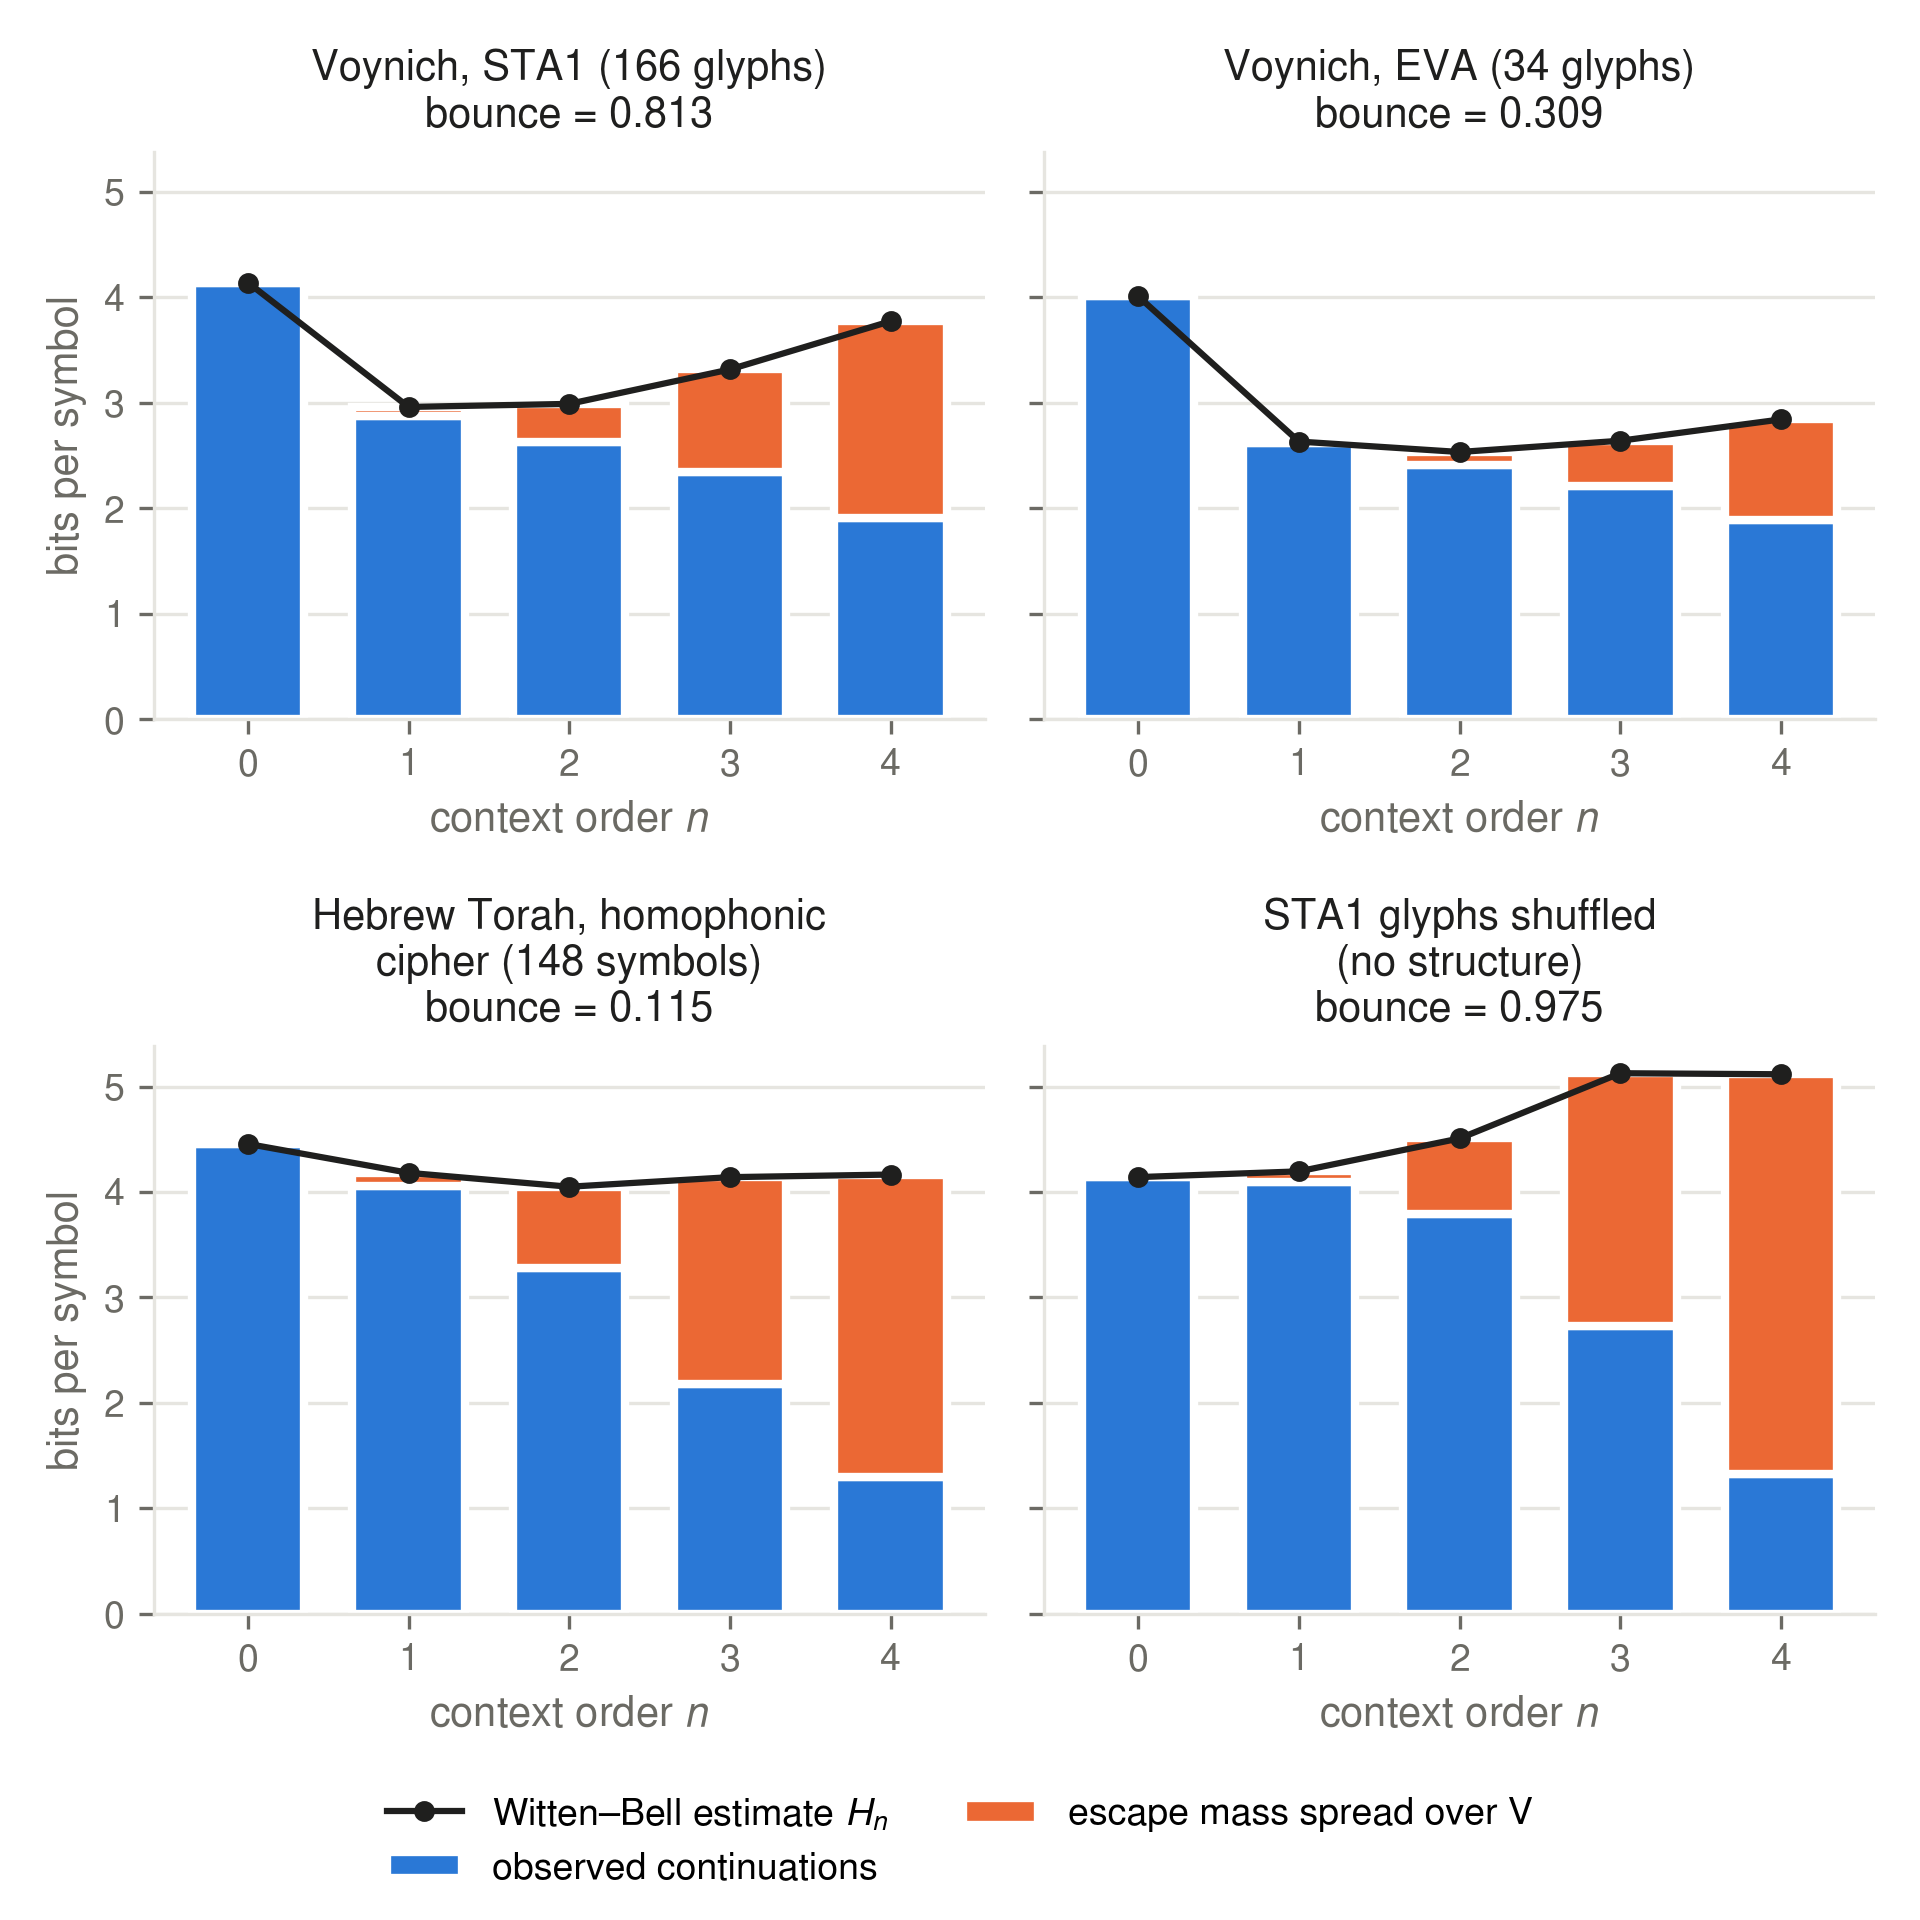 Voynich, STA1 (166 glyphs)
bounce = 0.813
5
4
3
2
1
0
bits per symbol
0 1 2 3 4
context order n
Voynich, EVA (34 glyphs)
bounce = 0.309
0 1 2 3 4
context order n
Hebrew Torah, homophonic
cipher (148 symbols)
bounce = 0.115
5
4
3
2
1
0
bits per symbol
0 1 2 3 4
context order n
STA1 glyphs shuffled
(no structure)
bounce = 0.975
0 1 2 3 4
context order n
Witten–Bell estimate Hn
observed continuations
escape mass spread over V